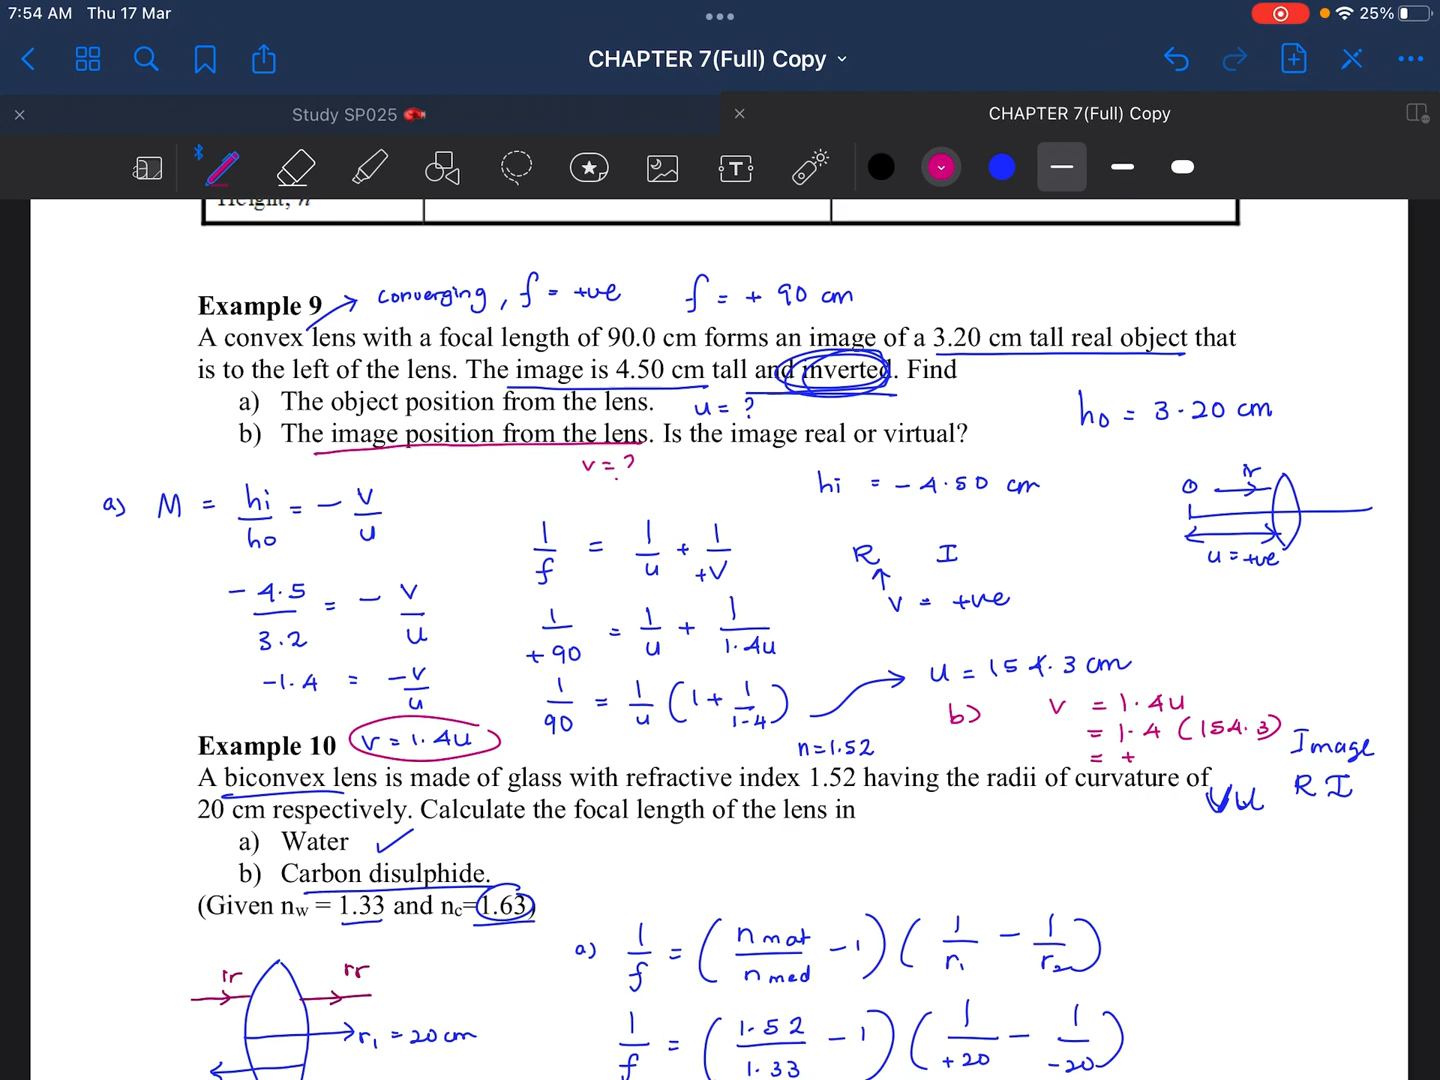 7:54 AM Thu 17 Mar
25%
CHAPTER 7(Full) Copy
Study SP025
CHAPTER 7(Full) Copy
Height, h
Example 9
converging, f = +ve
f = + 90 cm
A convex lens with a focal length of 90.0 cm forms an image of a 3.20 cm tall real object that
is to the left of the lens. The image is 4.50 cm tall and inverted. Find
a) The object position from the lens.
u = ?
h₀ = 3.20 cm
b) The image position from the lens. Is the image real or virtual?
v = ?
a) M = hi/ho = - v/u
hi = - 4.50 cm
O
ir
u = +ve
1/f = 1/u + 1/+v
R I
v = +ve
- 4.5/3.2 = - v/u
1/+90 = 1/u + 1/1.4u
-1.4 = -v/u
1/90 = 1/u (1 + 1/1.4)
u = 154.3 cm
b) v = 1.4u
= 1.4 (154.3)
= +
Image
R I
VU
v = 1.4u
n=1.52
Example 10
A biconvex lens is made of glass with refractive index 1.52 having the radii of curvature of
20 cm respectively. Calculate the focal length of the lens in
a) Water
b) Carbon disulphide.
(Given nw = 1.33 and nc=1.63)
a) 1/f = (n mat/n med - 1)(1/r₁ - 1/r₂)
ir
rr
r₁ = 20 cm
1/f = (1.52/1.33 - 1)(1/+20 - 1/-20)